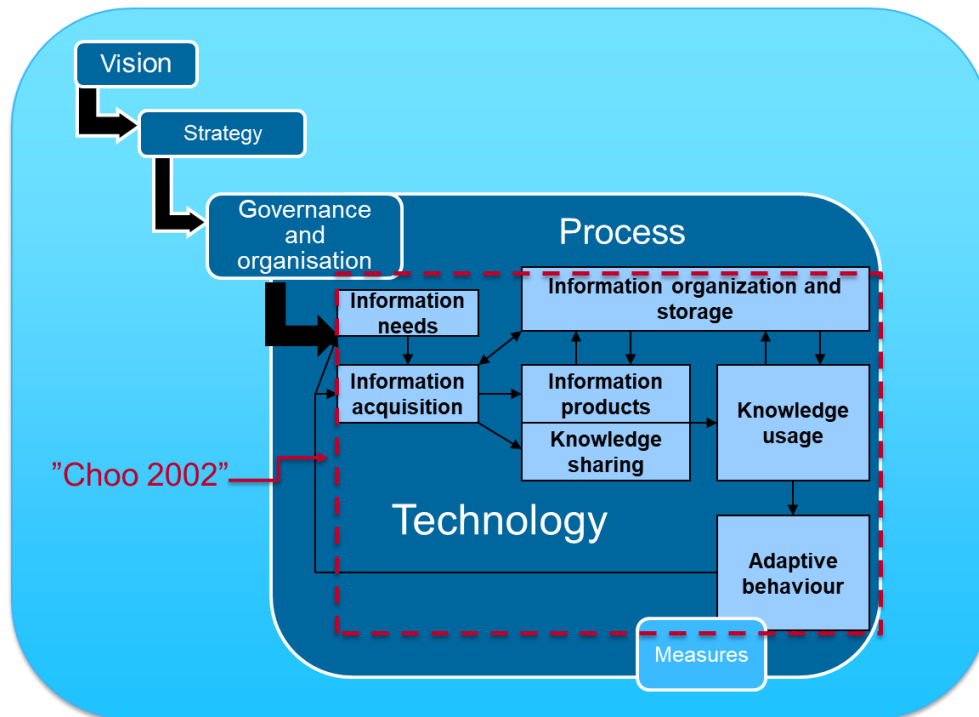 Vision
Strategy
Governance
and
organisation
Process
Information
needs
Information organization and
storage
Information
acquisition
Information
products
Knowledge
sharing
Knowledge
usage
”Choo 2002”
Technology
Adaptive
behaviour
Measures